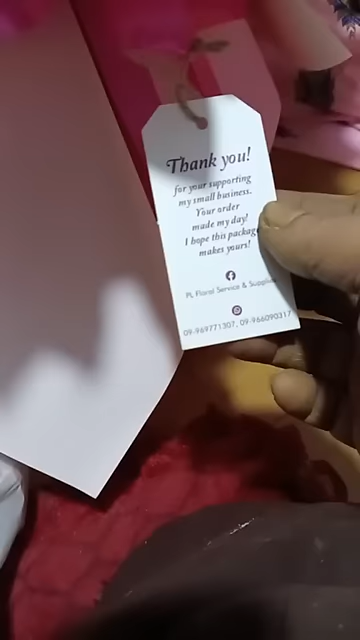 Thank you!
for your supporting
my small business.
Your order
made my day!
I hope this package
makes yours!
PL Floral Service & Supplies
09-969771307, 09-966090317